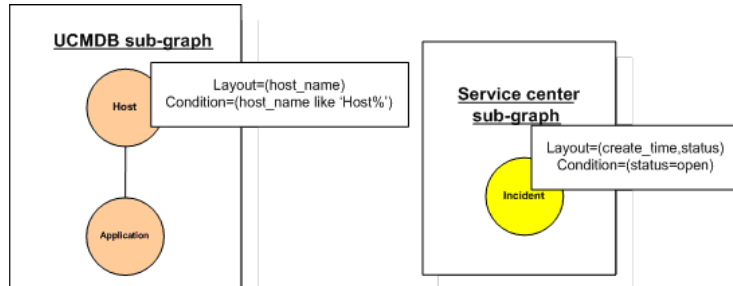 UCMDB sub-graph
Layout=(host_name)
Condition=(host_name like 'Host%')
Host
Application
Service center
sub-graph
Layout=(create_time,status)
Condition=(status=open)
Incident